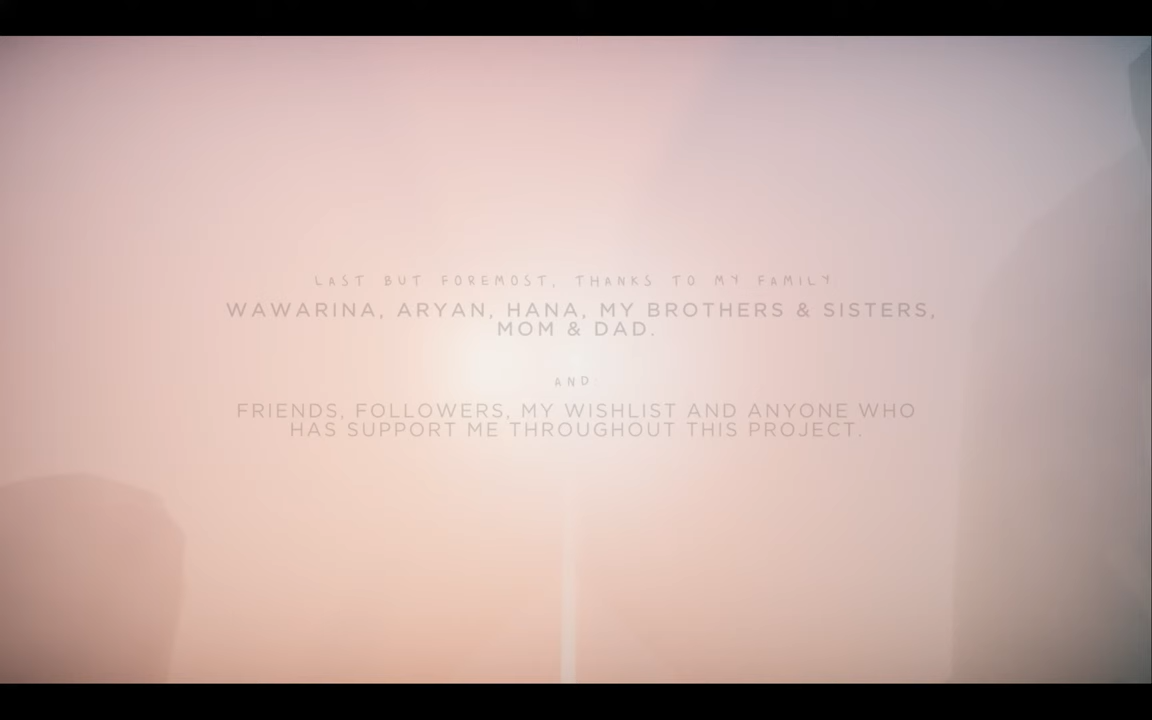 LAST BUT FOREMOST, THANKS TO MY FAMILY:
WAWARINA, ARYAN, HANA, MY BROTHERS & SISTERS,
MOM & DAD.
AND
FRIENDS, FOLLOWERS, MY WISHLIST AND ANYONE WHO
HAS SUPPORT ME THROUGHOUT THIS PROJECT.